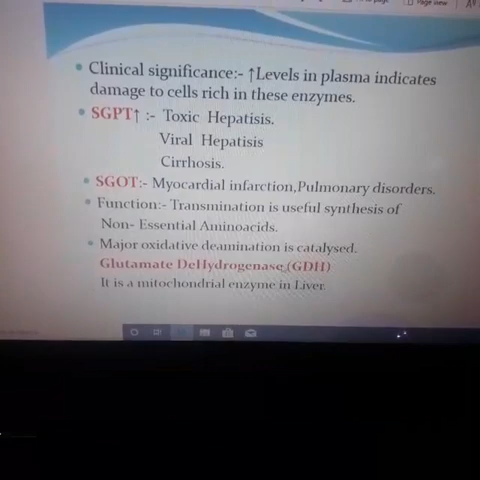 Page view
• Clinical significance:- ↑Levels in plasma indicates
damage to cells rich in these enzymes.
• SGPT↑ :- Toxic Hepatisis.
Viral Hepatisis
Cirrhosis.
• SGOT:- Myocardial infarction,Pulmonary disorders.
• Function:- Transmination is useful synthesis of
Non- Essential Aminoacids.
• Major oxidative deamination is catalysed.
Glutamate DeHydrogenase,(GDH)
It is a mitochondrial enzyme in Liver.